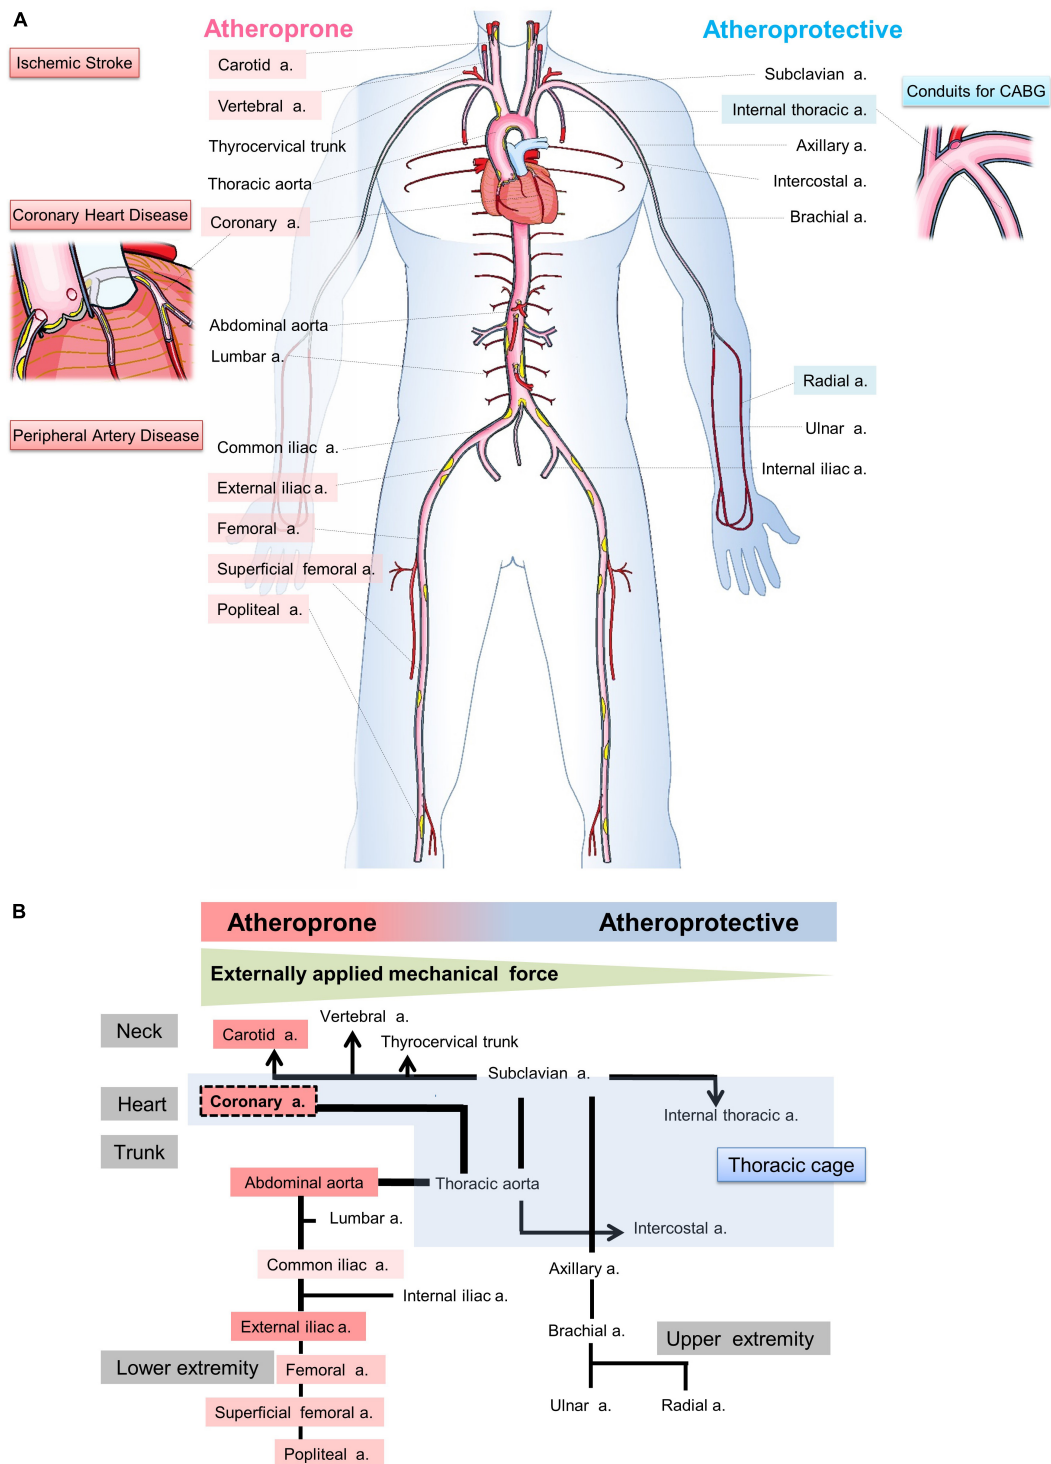 A
Atheroprone
Atheroprotective
Ischemic Stroke
Carotid a.
Vertebral a.
Thyrocervical trunk
Thoracic aorta
Coronary Heart Disease
Coronary a.
Abdominal aorta
Lumbar a.
Peripheral Artery Disease
Common iliac a.
External iliac a.
Femoral a.
Superficial femoral a.
Popliteal a.
Subclavian a.
Internal thoracic a.
Conduits for CABG
Axillary a.
Intercostal a.
Brachial a.
Radial a.
Ulnar a.
Internal iliac a.
B
Atheroprone
Atheroprotective
Externally applied mechanical force
Neck
Carotid a.
Vertebral a.
Thyrocervical trunk
Subclavian a.
Heart
Coronary a.
Internal thoracic a.
Trunk
Thoracic cage
Abdominal aorta
Thoracic aorta
Lumbar a.
Intercostal a.
Common iliac a.
Axillary a.
Internal iliac a.
External iliac a.
Brachial a.
Upper extremity
Lower extremity
Femoral a.
Superficial femoral a.
Ulnar a.
Radial a.
Popliteal a.